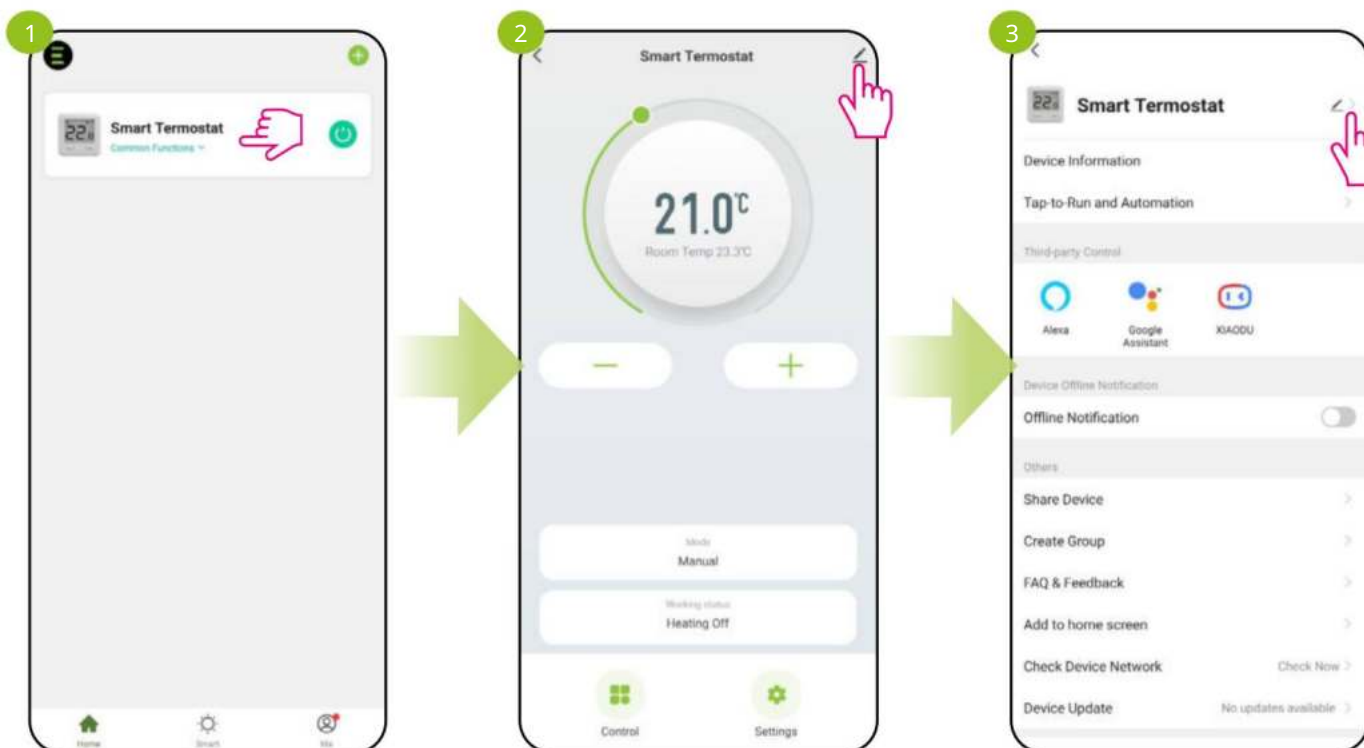 1
22.0
Smart Termostat
Common Functions
Home
Smart
Me
2
Smart Termostat
21.0°C
Room Temp 23.3°C
Mode
Manual
Working status
Heating Off
Control
Settings
3
Smart Termostat
Device Information
Tap-to-Run and Automation
Third-party Control
Alexa
Google
Assistant
XIAODU
Device Offline Notification
Offline Notification
Others
Share Device
Create Group
FAQ & Feedback
Add to home screen
Check Device Network
Check Now
Device Update
No updates available